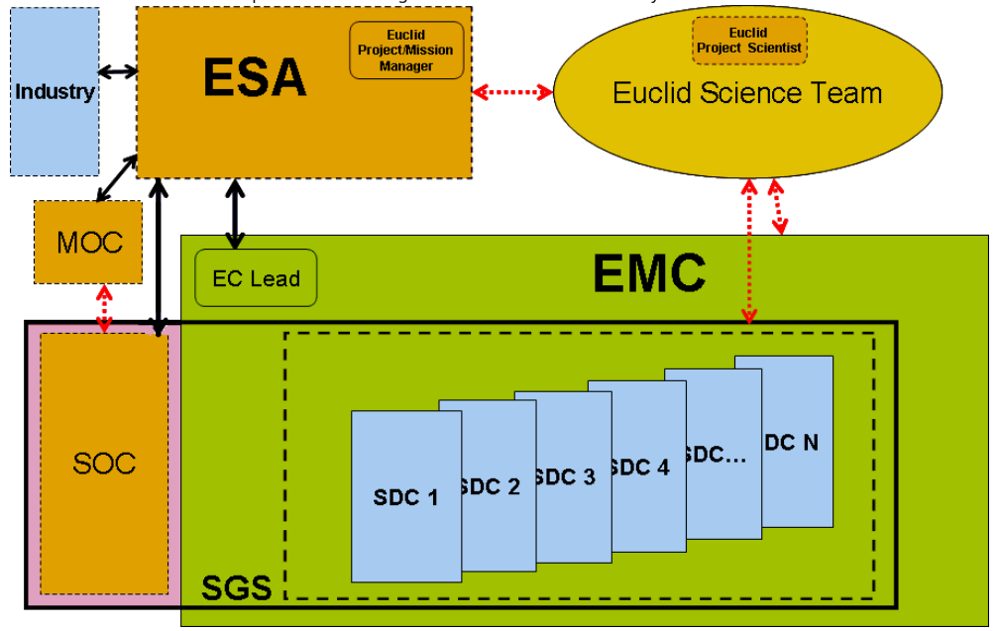 Euclid
Project/Mission
Manager
ESA
Industry
Euclid
Project Scientist
Euclid Science Team
MOC
EC Lead
EMC
SOC
SGS
SDC 1
SDC 2
SDC 3
SDC 4
SDC...
DC N